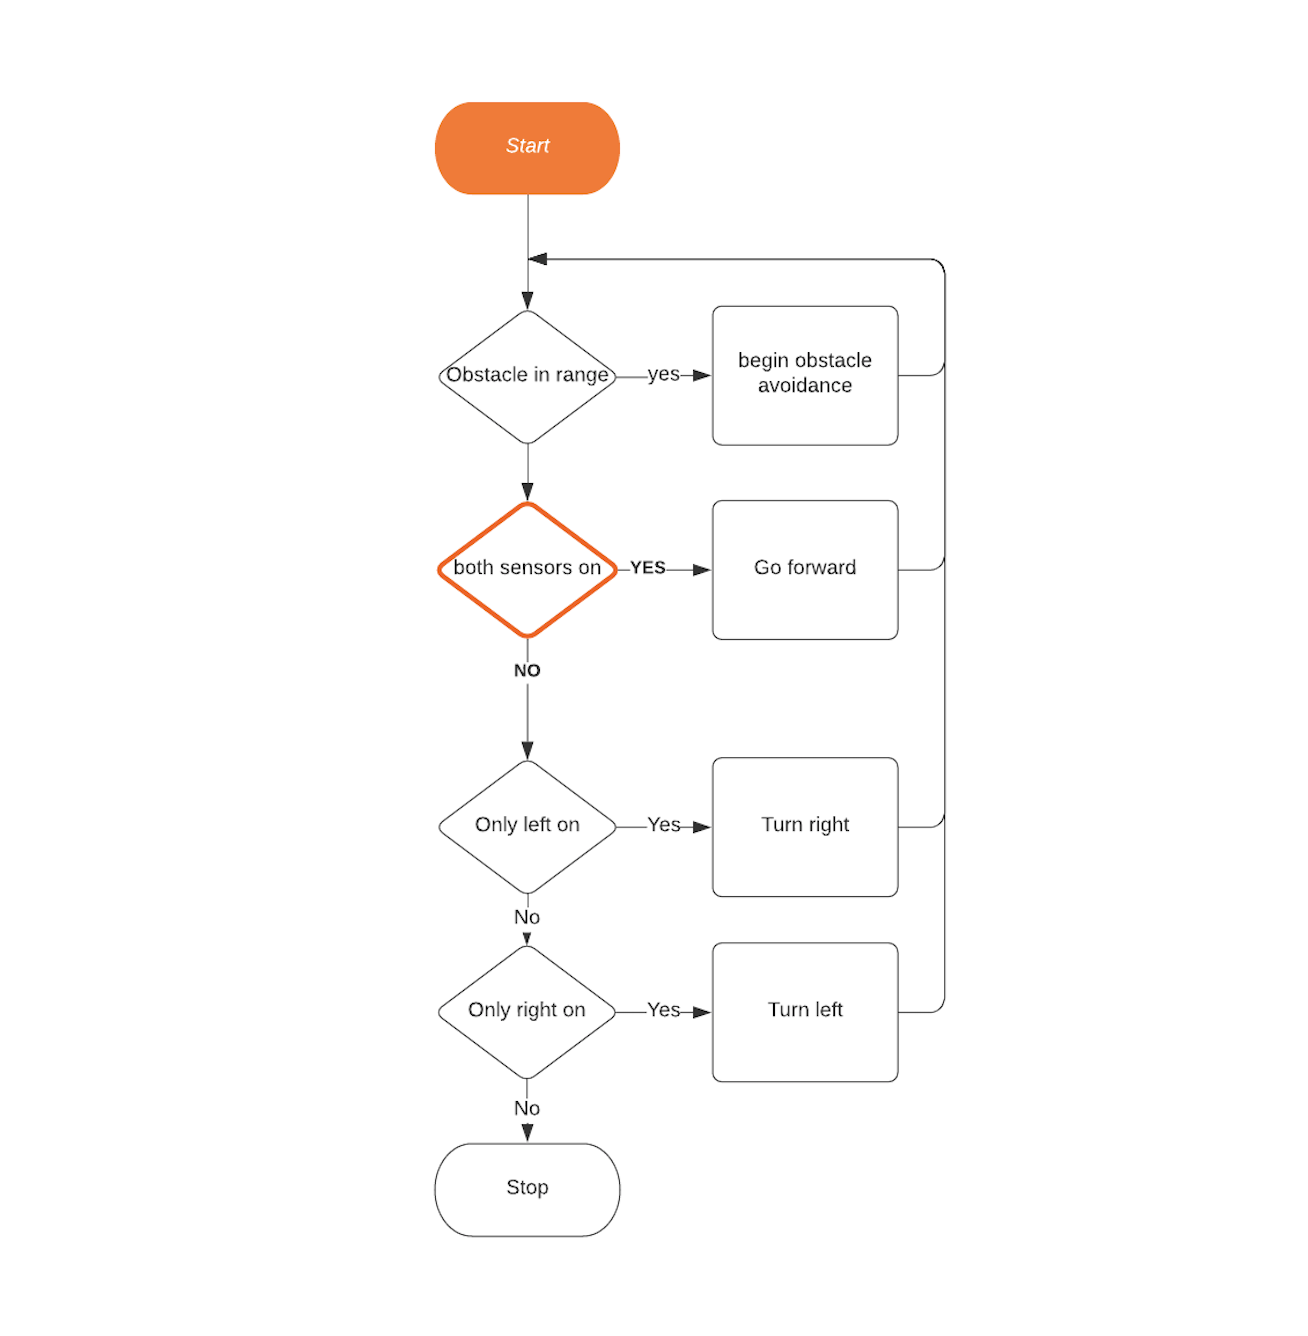 Start
Obstacle in range
yes
begin obstacle
avoidance
both sensors on
YES
Go forward
NO
Only left on
Yes
Turn right
No
Only right on
Yes
Turn left
No
Stop